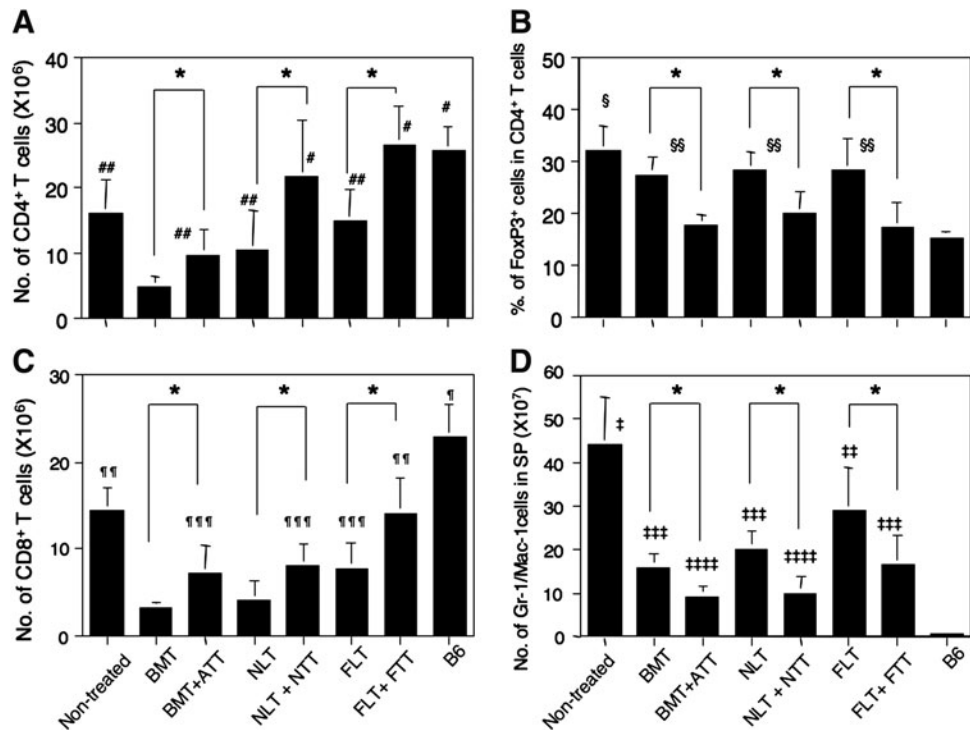 A
No. of CD4+ T cells (X10⁶)
40
30
20
10
0
*
*
*
##
##
##
#
##
#
#
B
%. of FoxP3+ cells in CD4+ T cells
50
40
30
20
10
0
*
*
*
§
§§
§§
§§
C
No. of CD8+ T cells (X10⁶)
30
20
10
0
*
*
*
¶¶
¶¶¶
¶¶¶
¶¶¶
¶¶
¶
Non-treated
BMT
BMT+ATT
NLT
NLT + NTT
FLT
FLT+ FTT
B6
D
No. of Gr-1/Mac-1cells in SP (X10⁷)
60
50
40
30
20
10
0
*
*
*
‡
‡‡‡
‡‡‡‡
‡‡‡
‡‡‡‡
‡‡
‡‡‡
Non-treated
BMT
BMT+ATT
NLT
NLT + NTT
FLT
FLT+ FTT
B6